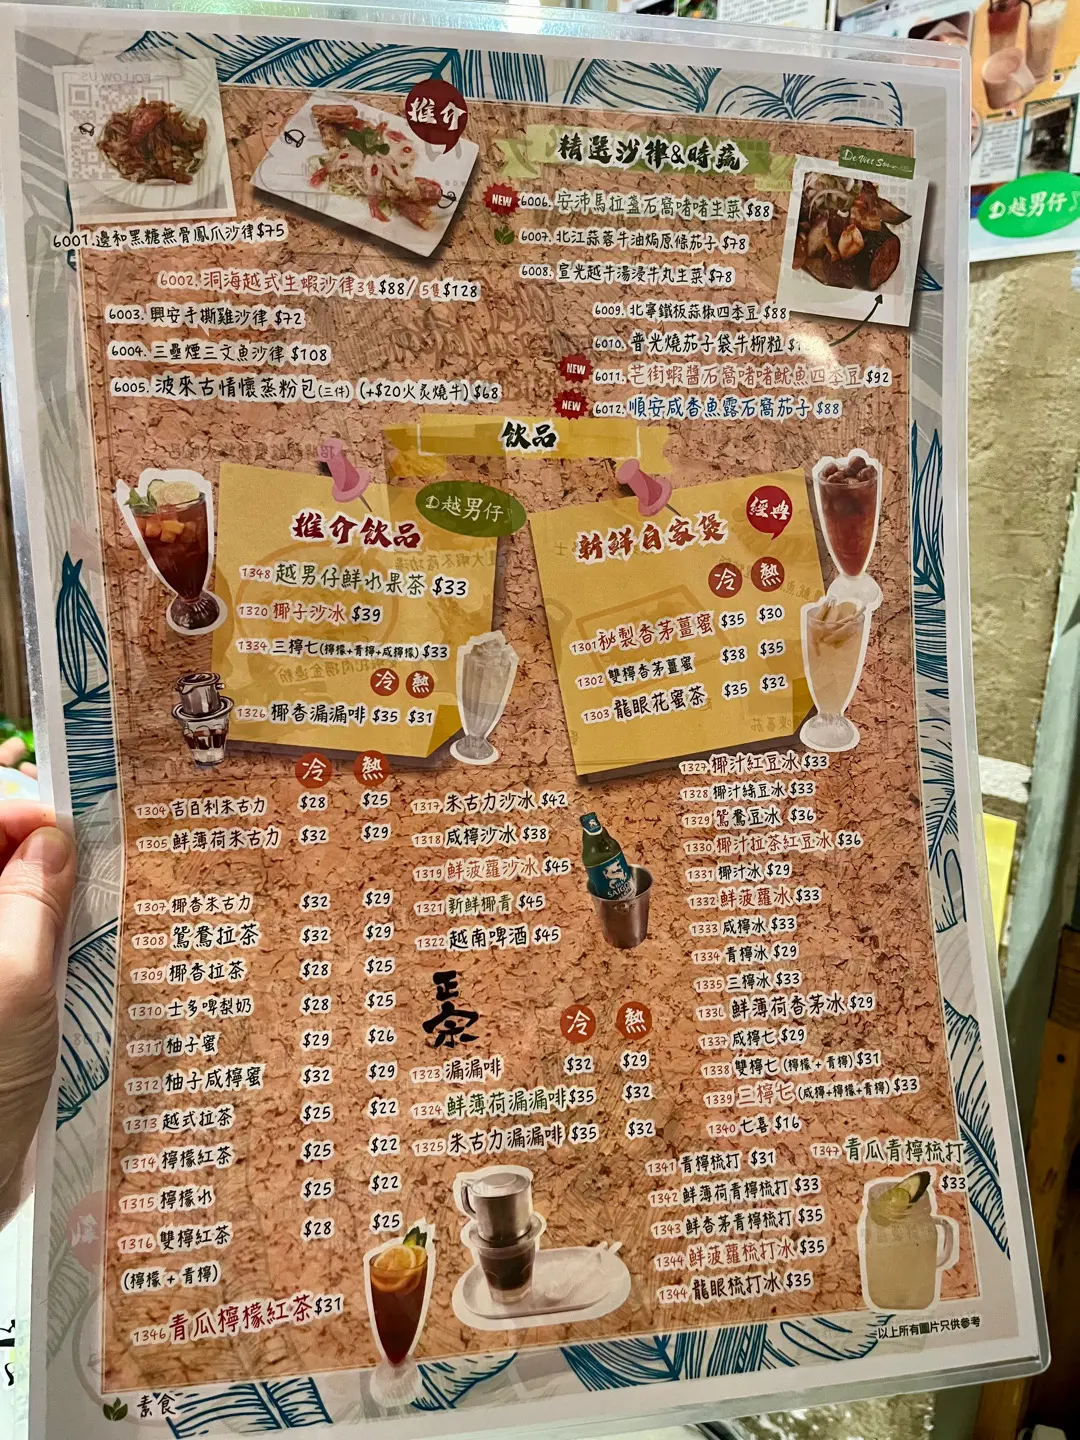 FOLLOW US
推介
精選沙律&時蔬
De Viet Sun
D越男仔
6001.邊和黑糖無骨鳳爪沙律$75
6002.洞海越式生蝦沙律3隻$88/5隻$128
6003.興安手撕雞沙律 $72
6004.三壘煙三文魚沙律 $108
6005.波來古情懷蒸粉包(三件) (+$20火炙燒牛)$68
NEW 6006.安沛馬拉盞石窩啫啫生菜 $88
6007.北江蒜蓉牛油焗原條茄子 $78
6008.宣光越牛湯浸牛丸生菜 $78
6009.北寧鐵板蒜椒四季豆 $88
6010.普光燒茄子袋牛柳粒
NEW 6011.芒街蝦醬石窩啫啫魷魚四季豆 $92
NEW 6012.順安咸香魚露石窩茄子 $88
飲品
D越男仔
推介飲品
1348 越男仔鮮水果茶 $33
1320 椰子沙冰 $39
1334 三檸七(檸檬+青檸+咸檸檬) $33
冷 熱
1326 椰香滴滴啡 $35 $31
經典
新鮮自家煲
冷 熱
1301 秘製香茅薑蜜 $35 $30
1302 雙檸香茅薑蜜 $38 $35
1303 龍眼花蜜茶 $35 $32
冷 熱
1304 吉百利朱古力 $28 $25
1305 鮮薄荷朱古力 $32 $29
1307 椰香朱古力 $32 $29
1308 鴛鴦拉茶 $32 $29
1309 椰香拉茶 $28 $25
1310 士多啤梨奶 $28 $25
1311 柚子蜜 $29 $26
1312 柚子咸檸蜜 $32 $29
1313 越式拉茶 $25 $22
1314 檸檬紅茶 $25 $22
1315 檸檬水 $25 $22
1316 雙檸紅茶 $28 $25
(檸檬 + 青檸)
1346 青瓜檸檬紅茶 $31
1317 朱古力沙冰 $42
1318 咸檸沙冰 $38
1319 鮮菠蘿沙冰 $45
1321 新鮮椰青 $45
1322 越南啤酒 $45
SAIGON
正宗
冷 熱
1323 滴滴啡 $32 $29
1324 鮮薄荷滴滴啡 $35 $32
1325 朱古力滴滴啡 $35 $32
1327 椰汁紅豆冰 $33
1328 椰汁綠豆冰 $33
1329 鴛鴦豆冰 $36
1330 椰汁拉茶紅豆冰 $36
1331 椰汁冰 $29
1332 鮮菠蘿冰 $33
1333 咸檸冰 $33
1334 青檸冰 $29
1335 三檸冰 $33
1336 鮮薄荷香茅冰 $29
1337 咸檸七 $29
1338 雙檸七 (檸檬 + 青檸) $31
1339 三檸七 (咸檸+檸檬+青檸) $33
1340 七喜 $16
1341 青檸梳打 $31
1342 鮮薄荷青檸梳打 $33
1343 鮮香茅青檸梳打 $35
1344 鮮菠蘿梳打冰 $35
1344 龍眼梳打冰 $35
1347 青瓜青檸梳打
$33
以上所有圖片只供參考
素食